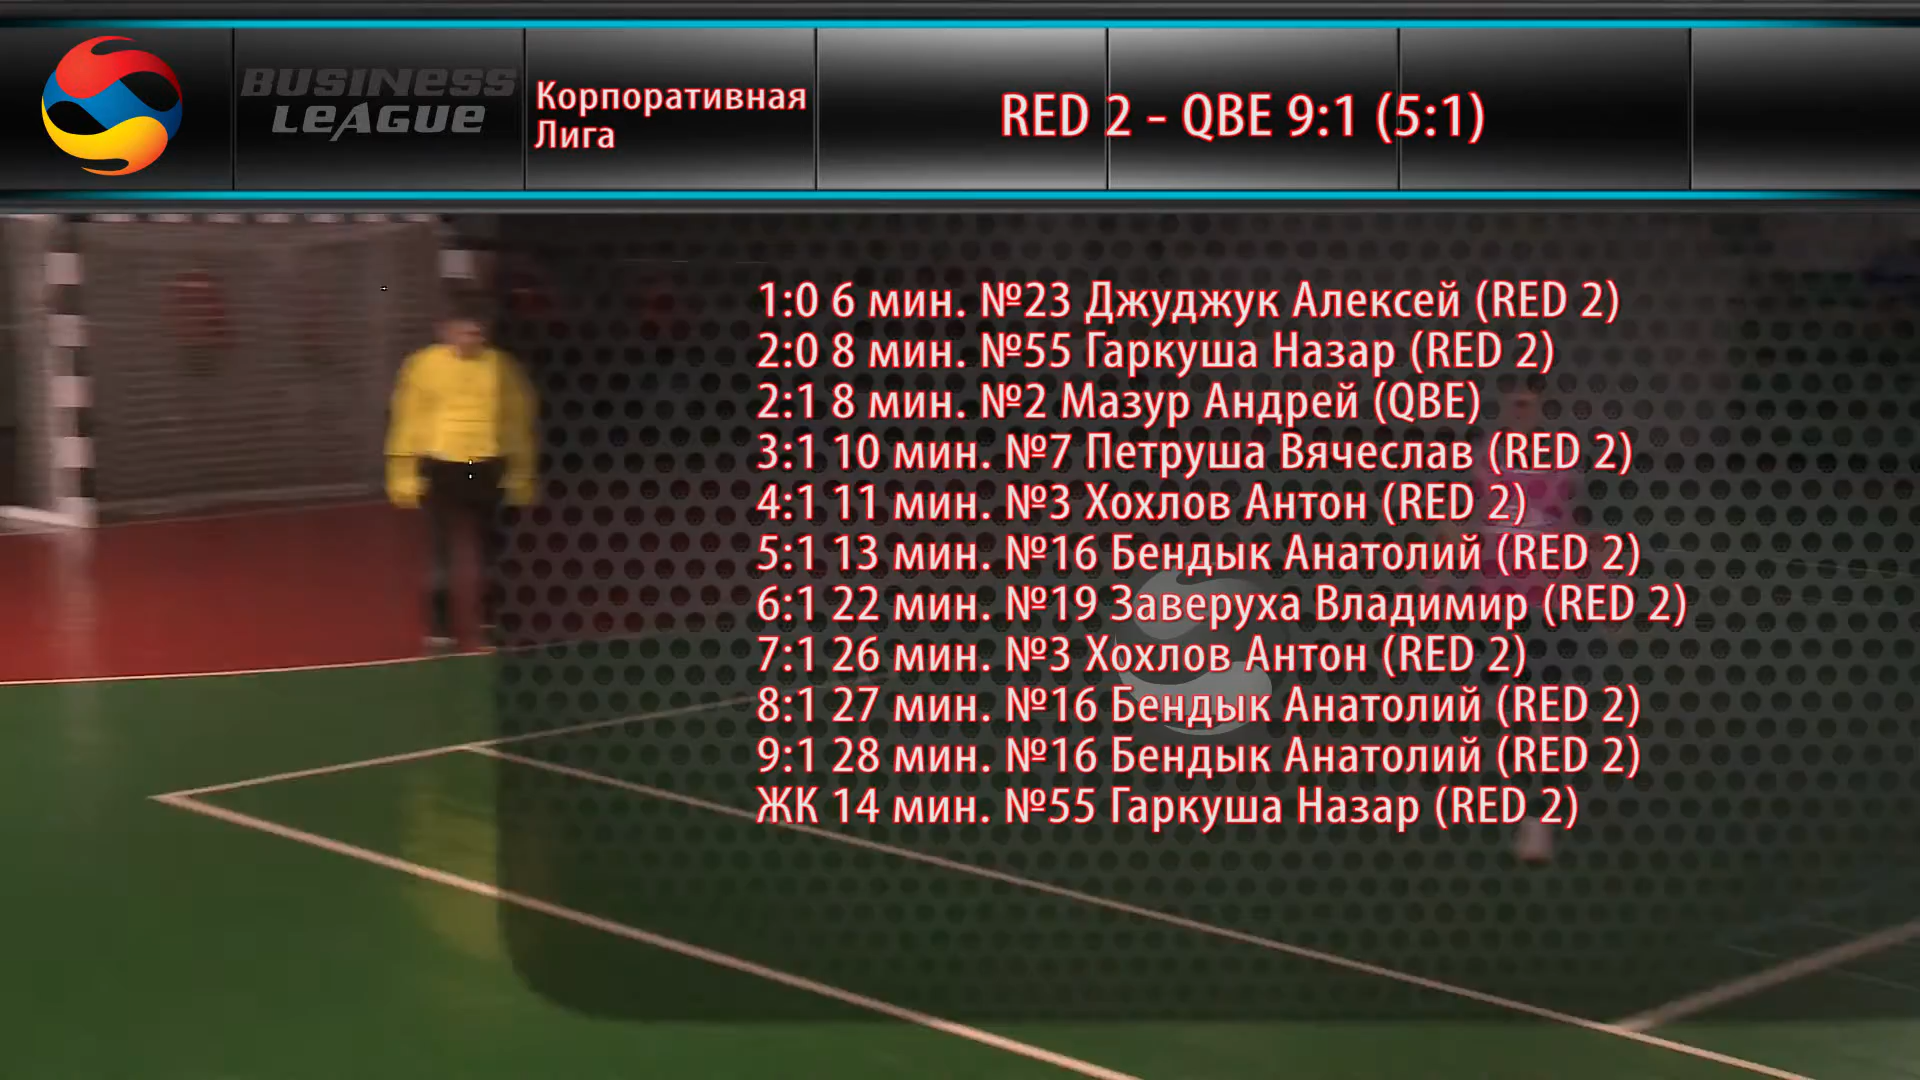 BUSINESS
LEAGUE
Корпоративная
Лига
RED 2 - QBE 9:1 (5:1)
1:0 6 мин. №23 Джуджук Алексей (RED 2)
2:0 8 мин. №55 Гаркуша Назар (RED 2)
2:1 8 мин. №2 Мазур Андрей (QBE)
3:1 10 мин. №7 Петруша Вячеслав (RED 2)
4:1 11 мин. №3 Хохлов Антон (RED 2)
5:1 13 мин. №16 Бендык Анатолий (RED 2)
6:1 22 мин. №19 Заверуха Владимир (RED 2)
7:1 26 мин. №3 Хохлов Антон (RED 2)
8:1 27 мин. №16 Бендык Анатолий (RED 2)
9:1 28 мин. №16 Бендык Анатолий (RED 2)
ЖК 14 мин. №55 Гаркуша Назар (RED 2)